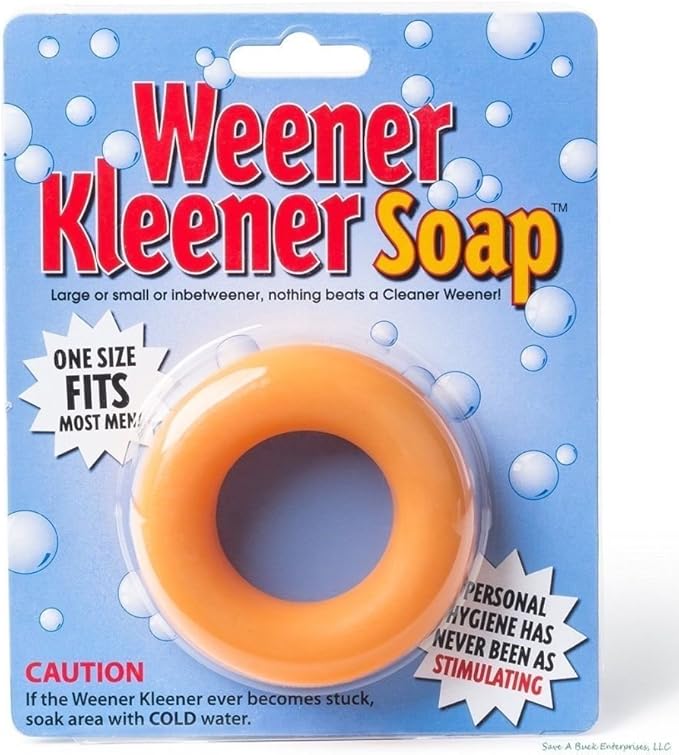 Weener
Kleener Soap™
Large or small or inbetweener, nothing beats a Cleaner Weener!
ONE SIZE
FITS
MOST MEN!
PERSONAL
HYGIENE HAS
NEVER BEEN AS
STIMULATING
CAUTION
If the Weener Kleener ever becomes stuck,
soak area with COLD water.
Save A Buck Enterprises, LLC